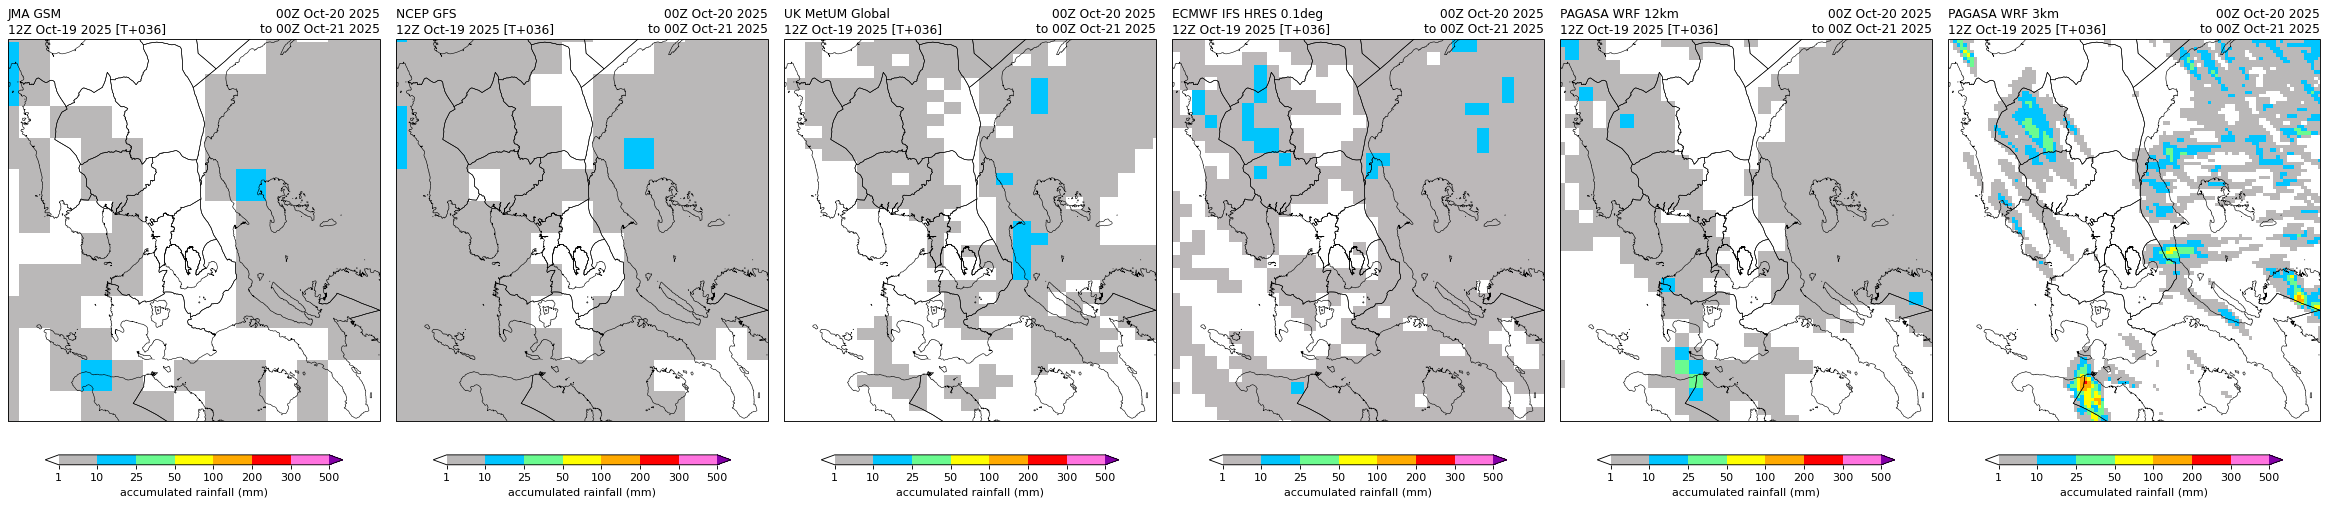 JMA GSM
12Z Oct-19 2025 [T+036]
00Z Oct-20 2025
to 00Z Oct-21 2025
NCEP GFS
12Z Oct-19 2025 [T+036]
00Z Oct-20 2025
to 00Z Oct-21 2025
UK MetUM Global
12Z Oct-19 2025 [T+036]
00Z Oct-20 2025
to 00Z Oct-21 2025
ECMWF IFS HRES 0.1deg
12Z Oct-19 2025 [T+036]
00Z Oct-20 2025
to 00Z Oct-21 2025
PAGASA WRF 12km
12Z Oct-19 2025 [T+036]
00Z Oct-20 2025
to 00Z Oct-21 2025
PAGASA WRF 3km
12Z Oct-19 2025 [T+036]
00Z Oct-20 2025
to 00Z Oct-21 2025
1 10 25 50 100 200 300 500
accumulated rainfall (mm)
1 10 25 50 100 200 300 500
accumulated rainfall (mm)
1 10 25 50 100 200 300 500
accumulated rainfall (mm)
1 10 25 50 100 200 300 500
accumulated rainfall (mm)
1 10 25 50 100 200 300 500
accumulated rainfall (mm)
1 10 25 50 100 200 300 500
accumulated rainfall (mm)